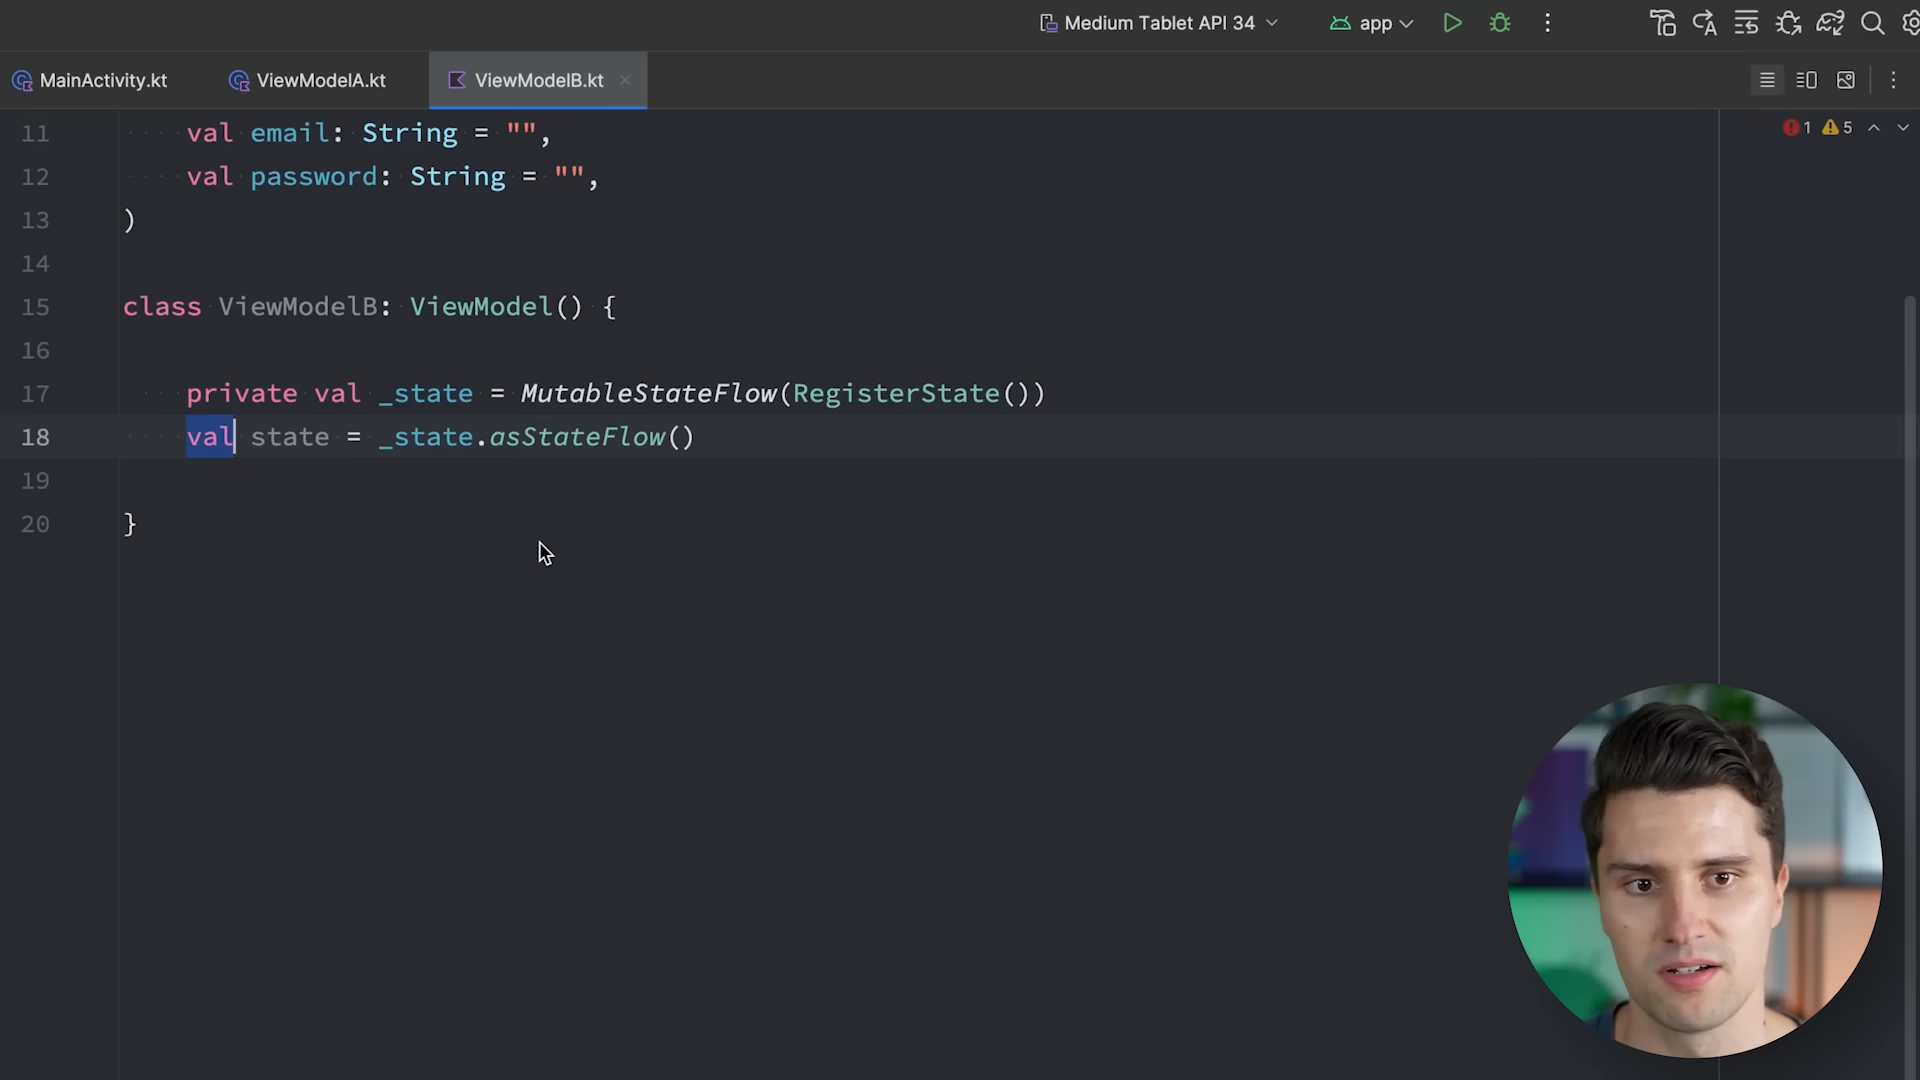 Medium Tablet API 34
app
MainActivity.kt
ViewModelA.kt
ViewModelB.kt
1
5
11 val email: String = "",
12 val password: String = "",
13 )
14
15 class ViewModelB: ViewModel() {
16
17 private val _state = MutableStateFlow(RegisterState())
18 val state = _state.asStateFlow()
19
20 }